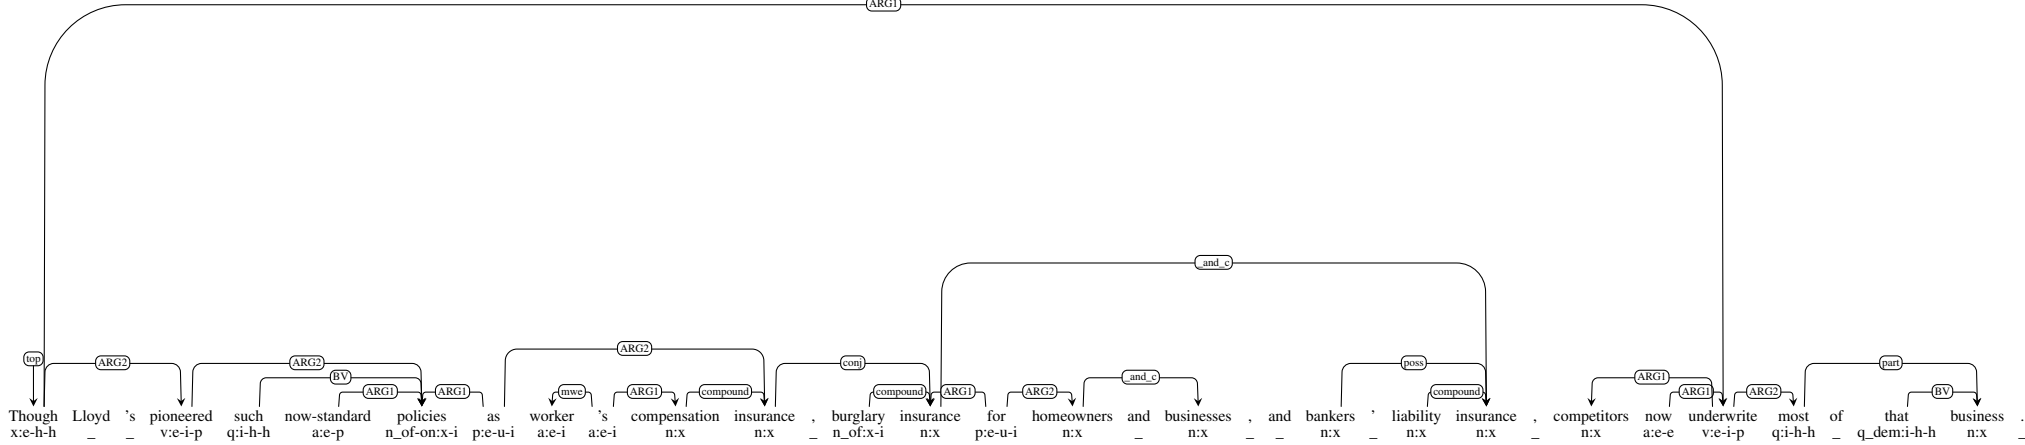 ARG1
_and_c
ARG2
top ARG2 ARG2 conj poss part
BV _and_c ARG1
ARG1 ARG1 mwe ARG1 compound compound ARG1 ARG2 compound ARG1 ARG2 BV
Though Lloyd 's pioneered such now-standard policies as worker 's compensation insurance , burglary insurance for homeowners and businesses , and bankers ' liability insurance , competitors now underwrite most of that business .
x:e-h-h _ _ v:e-i-p q:i-h-h a:e-p n_of-on:x-i p:e-u-i a:e-i a:e-i n:x n:x _ n_of:x-i n:x p:e-u-i n:x _ n:x _ _ n:x n:x n:x _ n:x a:e-e v:e-i-p q:i-h-h _ q_dem:i-h-h n:x _